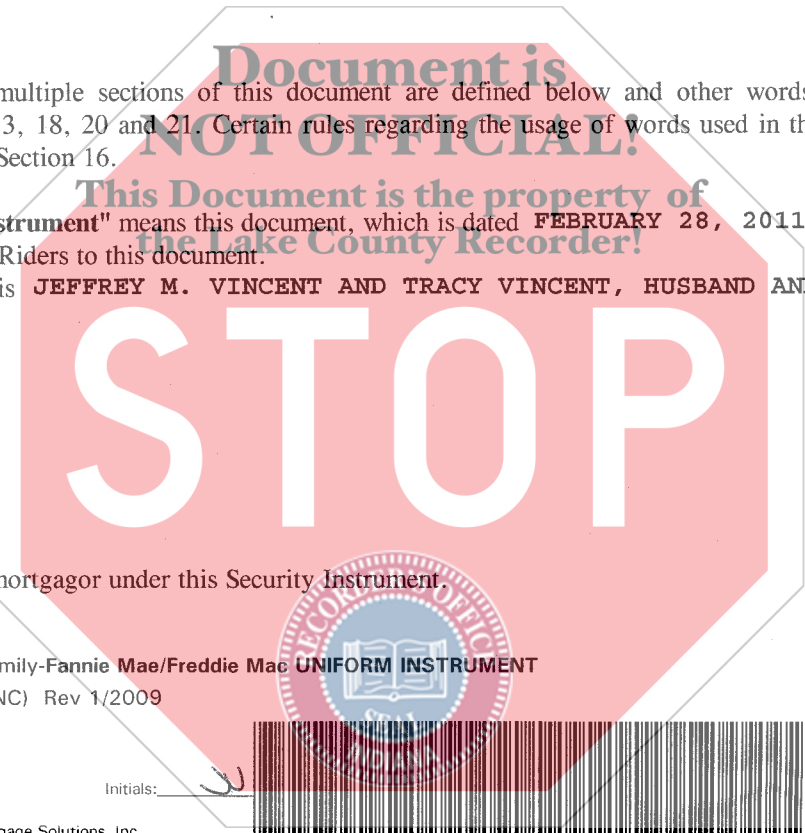 Document is
multiple sections of this document are defined below and other words
3, 18, 20 and 21. Certain rules regarding the usage of words used in th
NOT OFFICIAL!
Section 16.
This Document is the property of
strument" means this document, which is dated FEBRUARY 28, 2011
the Lake County Recorder!
Riders to this document.
is JEFFREY M. VINCENT AND TRACY VINCENT, HUSBAND AN
STOP
nortgagor under this Security Instrument.
RECORDER'S OFFICE
mily-Fannie Mae/Freddie Mac UNIFORM INSTRUMENT
NC) Rev 1/2009
SEAL
INDIANA
Initials:
gage Solutions, Inc.